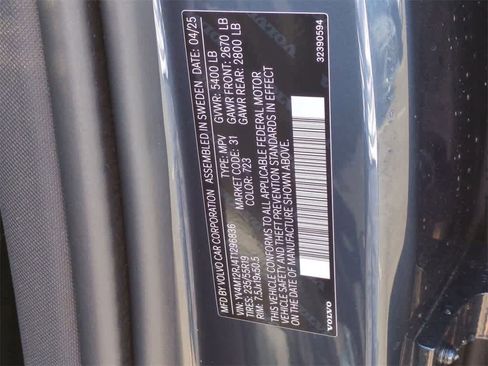 MFD BY VOLVO CAR CORPORATION ASSEMBLED IN SWEDEN DATE: 04/25
GVWR: 5400 LB
GAWR FRONT: 2670 LB
GAWR REAR: 2800 LB
VIN: YV4M12RJ4T1296836 TYPE: MPV
TIRES: 235/55R19 MARKET CODE: 31
RIM: 7.5Jx19x50.5 COLOR: 723
THIS VEHICLE CONFORMS TO ALL APPLICABLE FEDERAL MOTOR
VEHICLE SAFETY AND THEFT PREVENTION STANDARDS IN EFFECT
ON THE DATE OF MANUFACTURE SHOWN ABOVE.
VOLVO 32390594